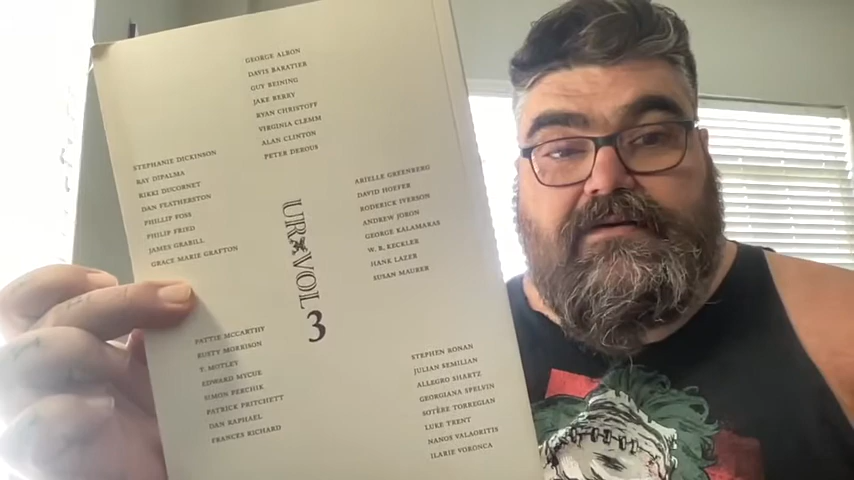 GEORGE ALBON
DAVIS BARATIER
GUY BEINING
JAKE BERRY
RYAN CHRISTOFF
VIRGINIA CLEMM
ALAN CLINTON
PETER DEROUS
STEPHANIE DICKINSON
RAY DIPALMA
RIKKI DUCORNET
DAN FEATHERSTON
PHILLIP FOSS
PHILIP FRIED
JAMES GRABILL
GRACE MARIE GRAFTON
ARIELLE GREENBERG
DAVID HOEFER
RODERICK IVERSON
ANDREW JORON
GEORGE KALAMARAS
W. B. KECKLER
HANK LAZER
SUSAN MAURER
UR VOL
3
PATTIE MCCARTHY
RUSTY MORRISON
T. MOTLEY
EDWARD MYCUE
SIMON PERCHIK
PATRICK PRITCHETT
DAN RAPHAEL
FRANCES RICHARD
STEPHEN RONAN
JULIAN SEMILIAN
ALLEGRO SHARTZ
GEORGIANA SPELVIN
SOTÈRE TORREGIAN
LUKE TRENT
NANOS VALAORITIS
ILARIE VORONCA